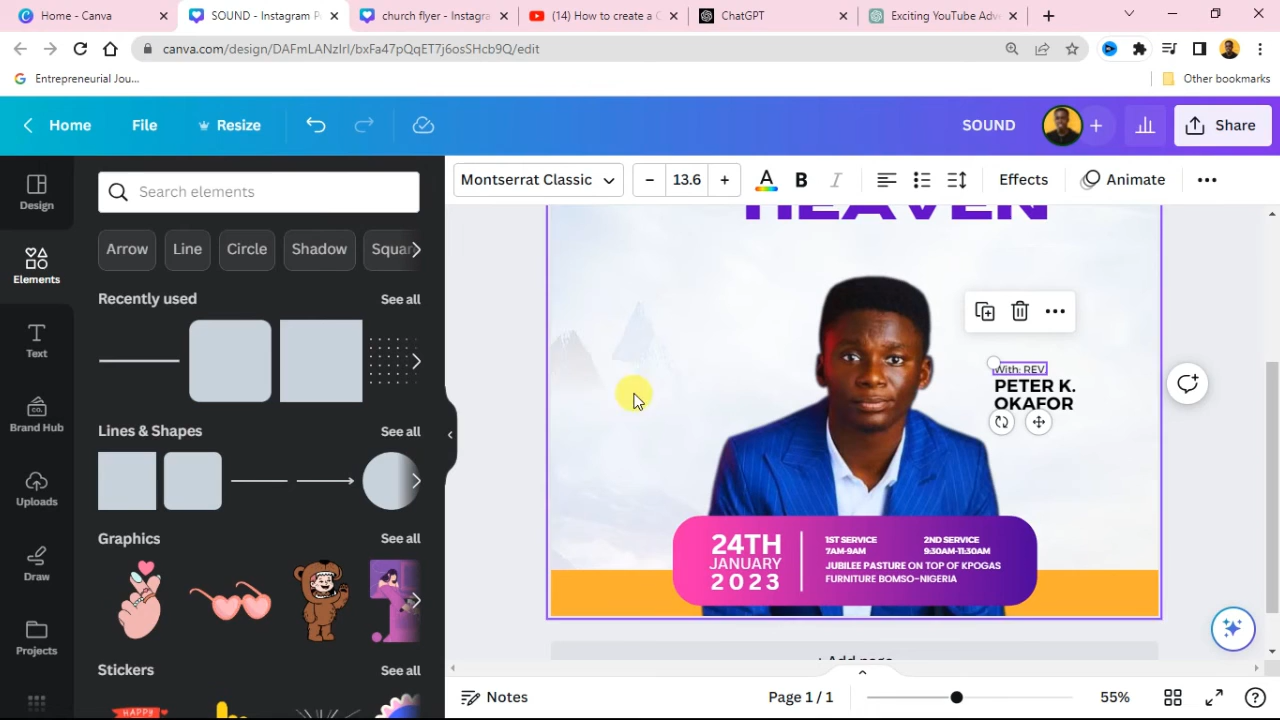 Home - Canva
SOUND - Instagram P
church flyer - Instagra
(14) How to create a C
ChatGPT
Exciting YouTube Adv
canva.com/design/DAFmLANzIrI/bxFa47pQqET7j6osSHcb9Q/edit
Entrepreneurial Jou...
Other bookmarks
Home
File
Resize
SOUND
Share
Design
Elements
Text
Brand Hub
Uploads
Draw
Projects
Search elements
Arrow
Line
Circle
Shadow
Squar
Recently used
See all
Lines & Shapes
See all
Graphics
See all
Stickers
See all
HAPPY
Montserrat Classic
13.6
A
B
I
Effects
Animate
HEAVEN
With: REV.
PETER K.
OKAFOR
24TH
JANUARY
2023
1ST SERVICE
7AM-9AM
2ND SERVICE
9:30AM-11:30AM
JUBILEE PASTURE ON TOP OF KPOGAS
FURNITURE BOMSO-NIGERIA
+ Add page
Notes
Page 1 / 1
55%